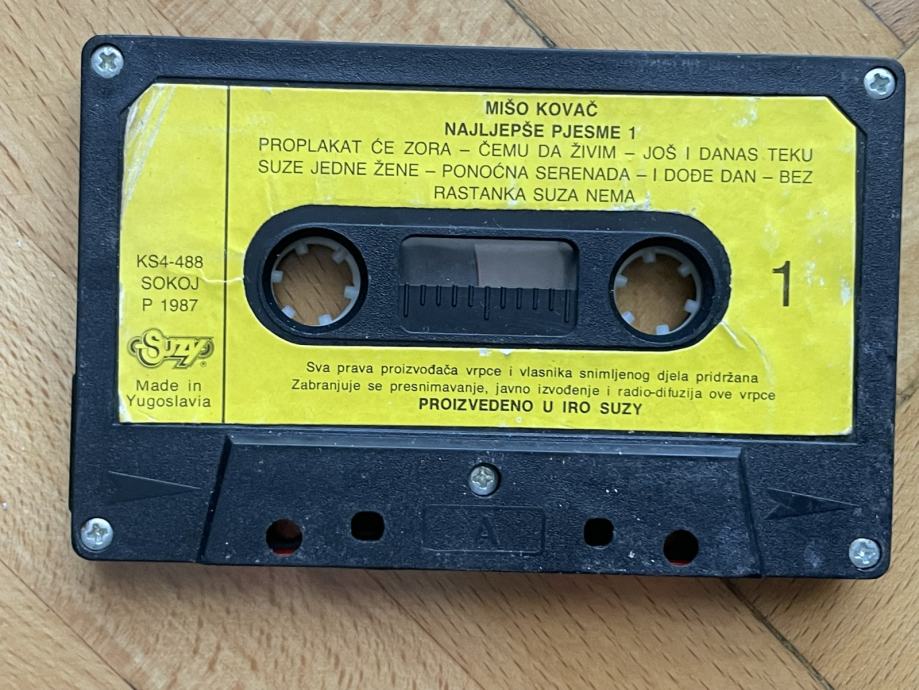 MIŠO KOVAČ
NAJLJEPŠE PJESME 1
PROPLAKAT ĆE ZORA – ČEMU DA ŽIVIM – JOŠ I DANAS TEKU
SUZE JEDNE ŽENE – PONOĆNA SERENADA – I DOĐE DAN – BEZ
RASTANKA SUZA NEMA
KS4-488
SOKOJ
P 1987
Suzy
Made in
Yugoslavia
1
Sva prava proizvođača vrpce i vlasnika snimljenog djela pridržana
Zabranjuje se presnimavanje, javno izvođenje i radio-difuzija ove vrpce
PROIZVEDENO U IRO SUZY
A